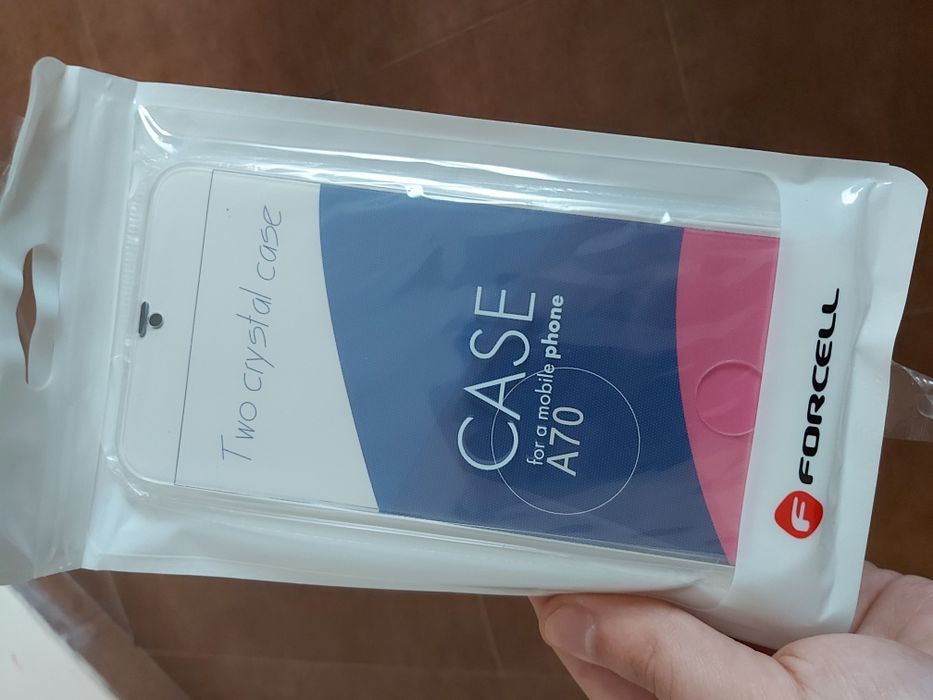 Two crystal case
CASE
for a mobile phone
A70
F FORCELL